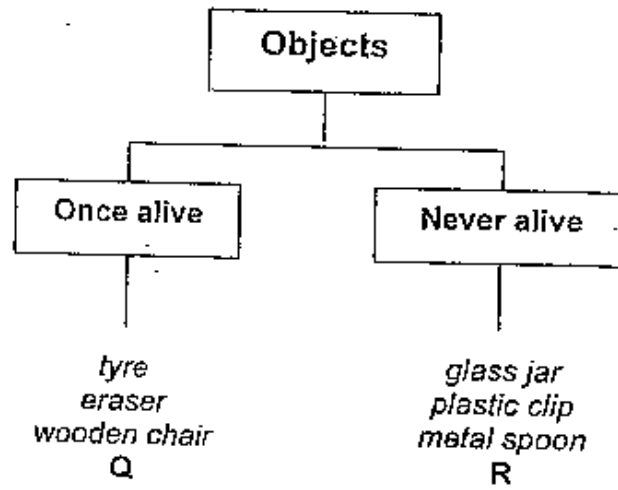 Objects
Once alive
Never alive
tyre
eraser
wooden chair
Q
glass jar
plastic clip
metal spoon
R